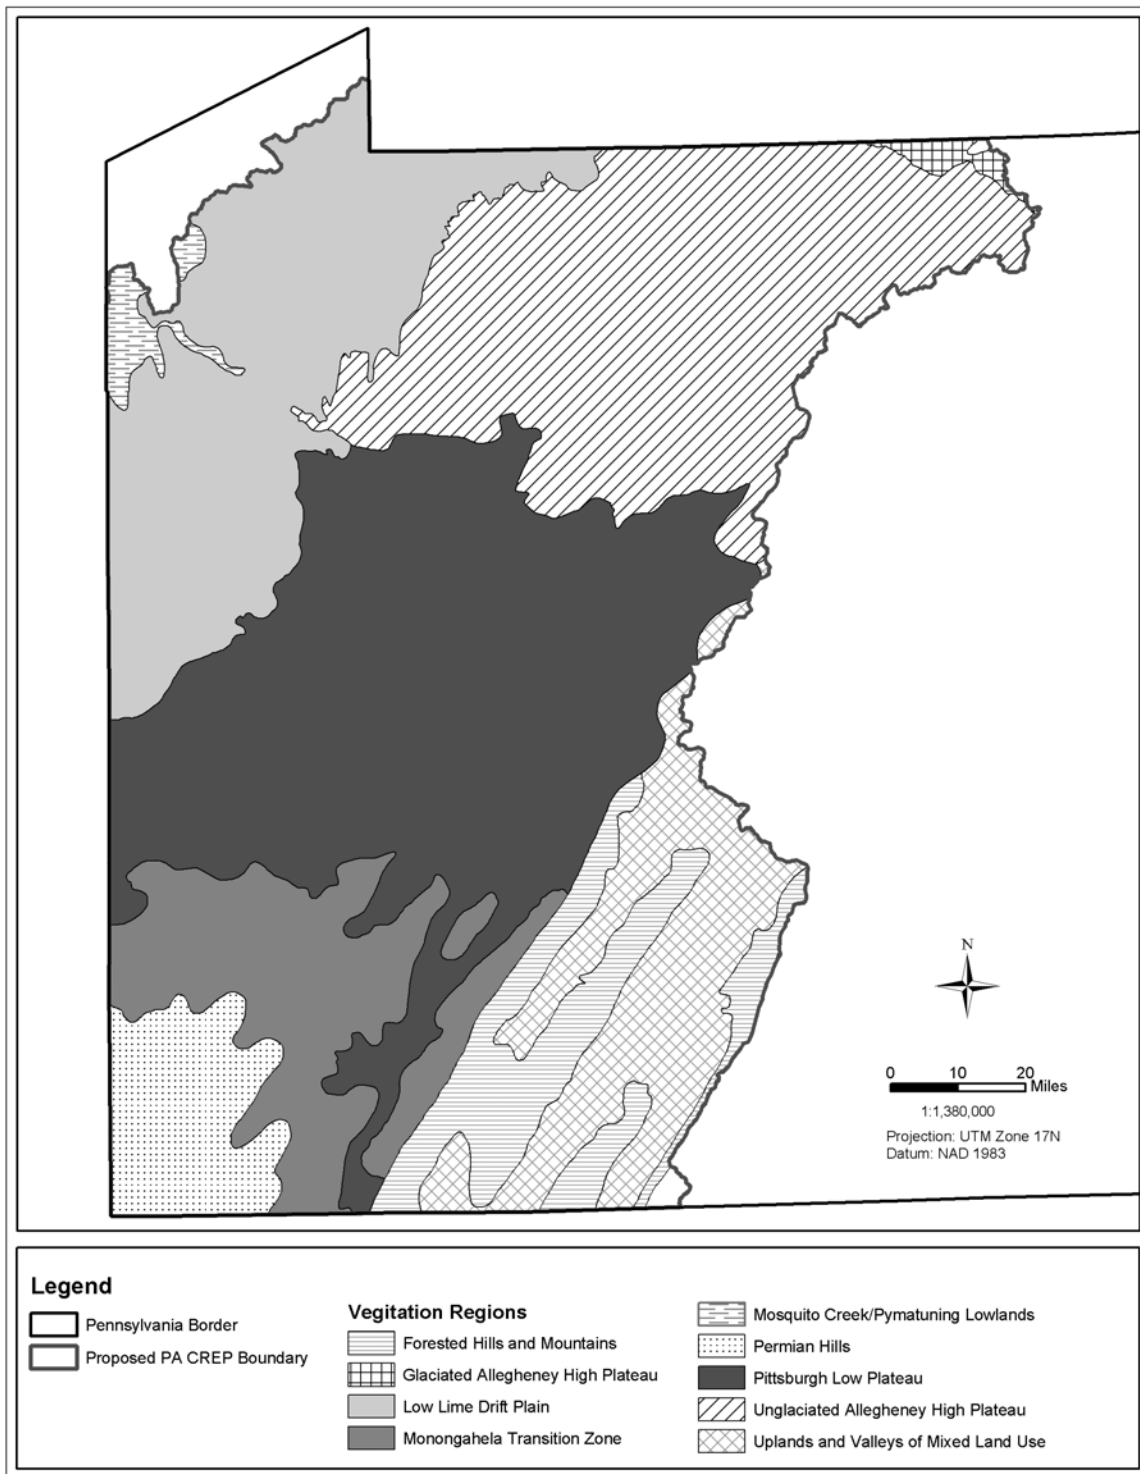 N
0 10 20
Miles
1:1,380,000
Projection: UTM Zone 17N
Datum: NAD 1983
Legend
Pennsylvania Border
Proposed PA CREP Boundary
Vegitation Regions
Forested Hills and Mountains
Glaciated Allegheney High Plateau
Low Lime Drift Plain
Monongahela Transition Zone
Mosquito Creek/Pymatuning Lowlands
Permian Hills
Pittsburgh Low Plateau
Unglaciated Allegheney High Plateau
Uplands and Valleys of Mixed Land Use